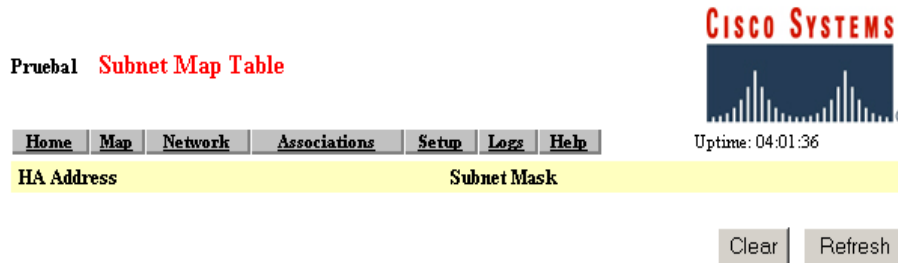 CISCO SYSTEMS
Prueba1 Subnet Map Table
Home Map Network Associations Setup Logs Help
Uptime: 04:01:36
HA Address Subnet Mask
Clear Refresh